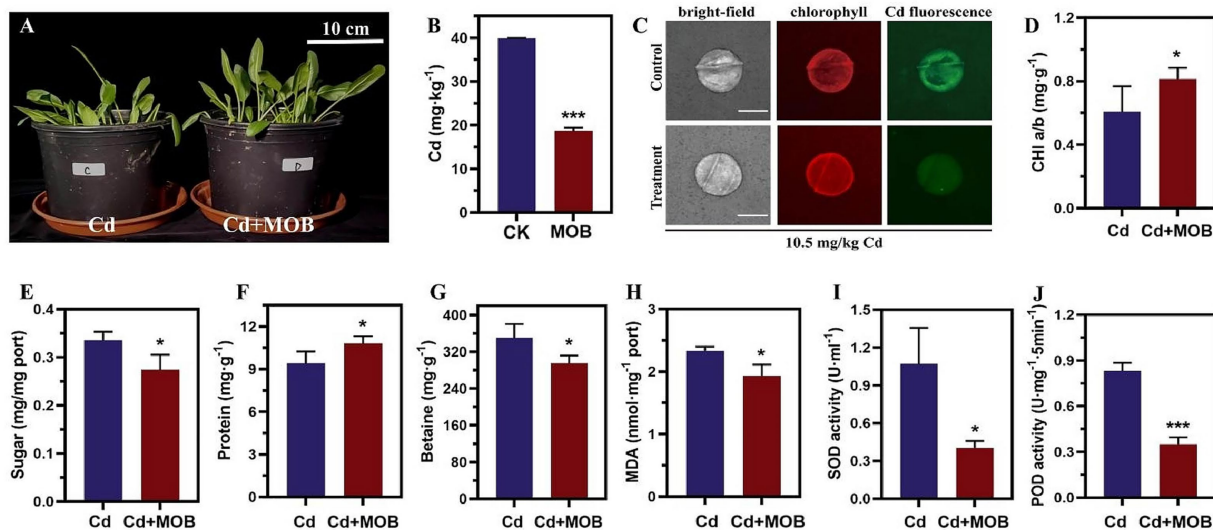 A
10 cm
C
D
Cd
Cd+MOB
B
Cd (mg·kg⁻¹)
40
30
20
10
0
***
CK MOB
C
bright-field chlorophyll Cd fluorescence
Control
Treatment
10.5 mg/kg Cd
D
CHI a/b (mg·g⁻¹)
1.2
0.9
0.6
0.3
0.0
*
Cd Cd+MOB
E
Sugar (mg/mg port)
0.4
0.3
0.2
0.1
0.0
*
Cd Cd+MOB
F
Protein (mg·g⁻¹)
12
9
6
3
0
*
Cd Cd+MOB
G
Betaine (mg·g⁻¹)
400
320
240
160
80
0
*
Cd Cd+MOB
H
MDA (nmol·mg⁻¹ port)
3
2
1
0
*
Cd Cd+MOB
I
SOD activity (U·ml⁻¹)
1.5
1.2
0.9
0.6
0.3
0.0
*
Cd Cd+MOB
J
POD activity (U·mg⁻¹·5min⁻¹)
1.2
0.9
0.6
0.3
0.0
***
Cd Cd+MOB